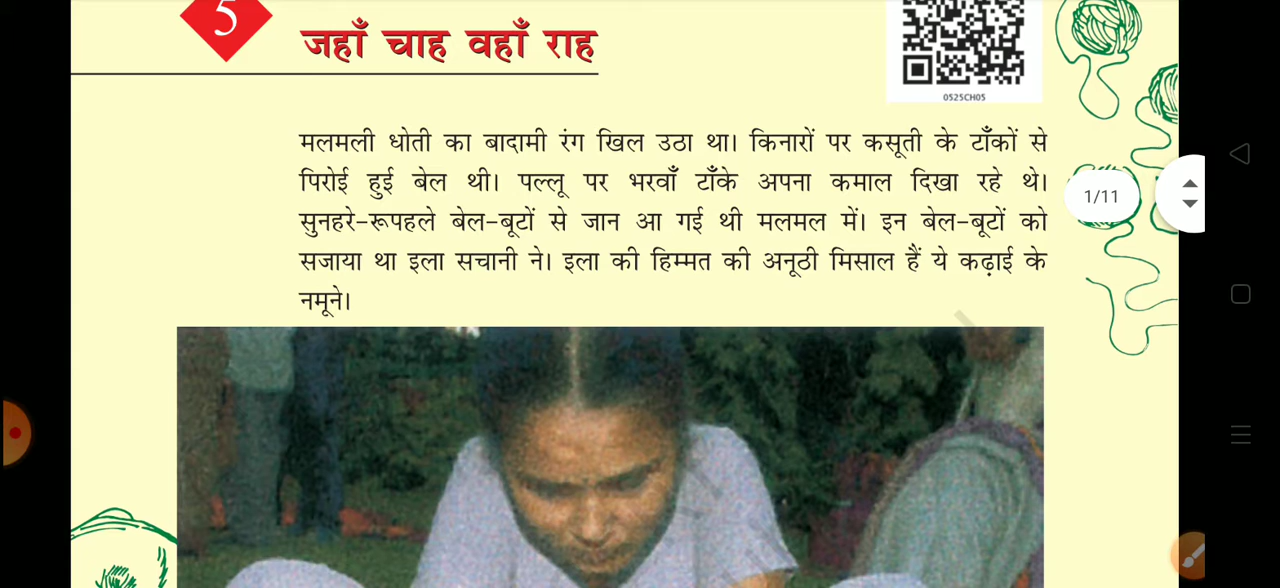 5
जहाँ चाह वहाँ राह
0525CH05
मलमली धोती का बादामी रंग खिल उठा था। किनारों पर कसूती के टाँकों से
पिरोई हुई बेल थी। पल्लू पर भरवाँ टाँके अपना कमाल दिखा रहे थे।
सुनहरे-रूपहले बेल-बूटों से जान आ गई थी मलमल में। इन बेल-बूटों को
सजाया था इला सचानी ने। इला की हिम्मत की अनूठी मिसाल हैं ये कढ़ाई के
नमूने।
1/11